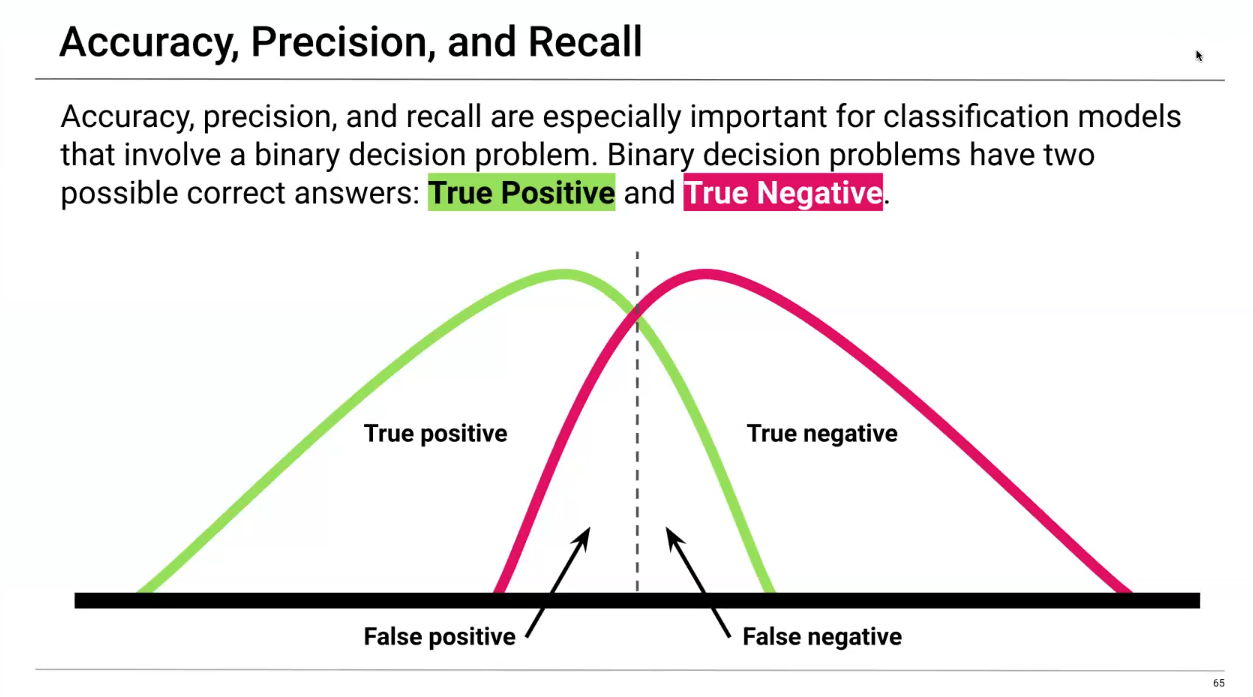 Accuracy, Precision, and Recall
Accuracy, precision, and recall are especially important for classification models
that involve a binary decision problem. Binary decision problems have two
possible correct answers: True Positive and True Negative.
True positive
True negative
False positive
False negative
65